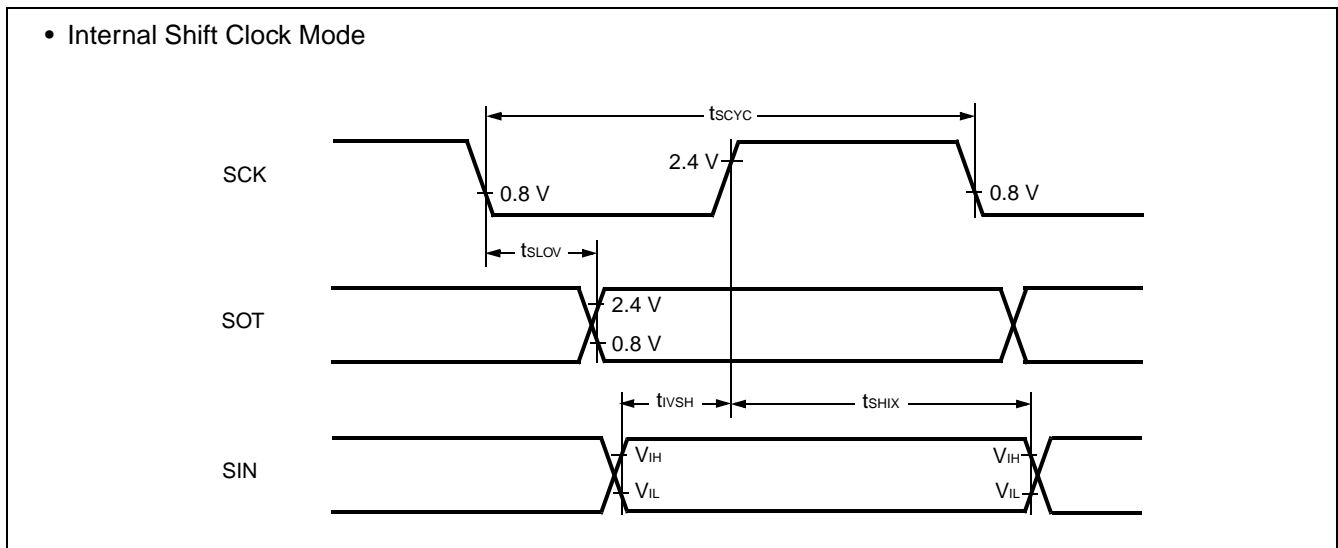 • Internal Shift Clock Mode
tSCYC
SCK
2.4 V
0.8 V
0.8 V
tSLOV
SOT
2.4 V
0.8 V
tIVSH
tSHIX
SIN
VIH
VIH
VIL
VIL